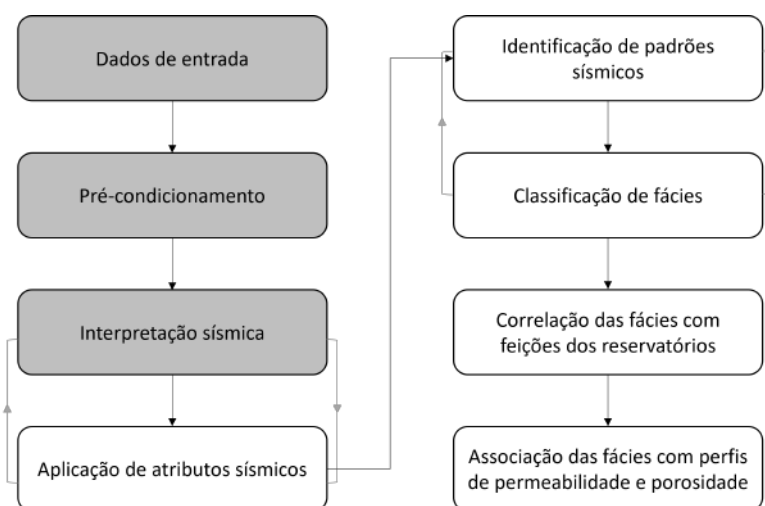 Dados de entrada
Pré-condicionamento
Interpretação sísmica
Aplicação de atributos sísmicos
Identificação de padrões
sísmicos
Classificação de fácies
Correlação das fácies com
feições dos reservatórios
Associação das fácies com perfis
de permeabilidade e porosidade